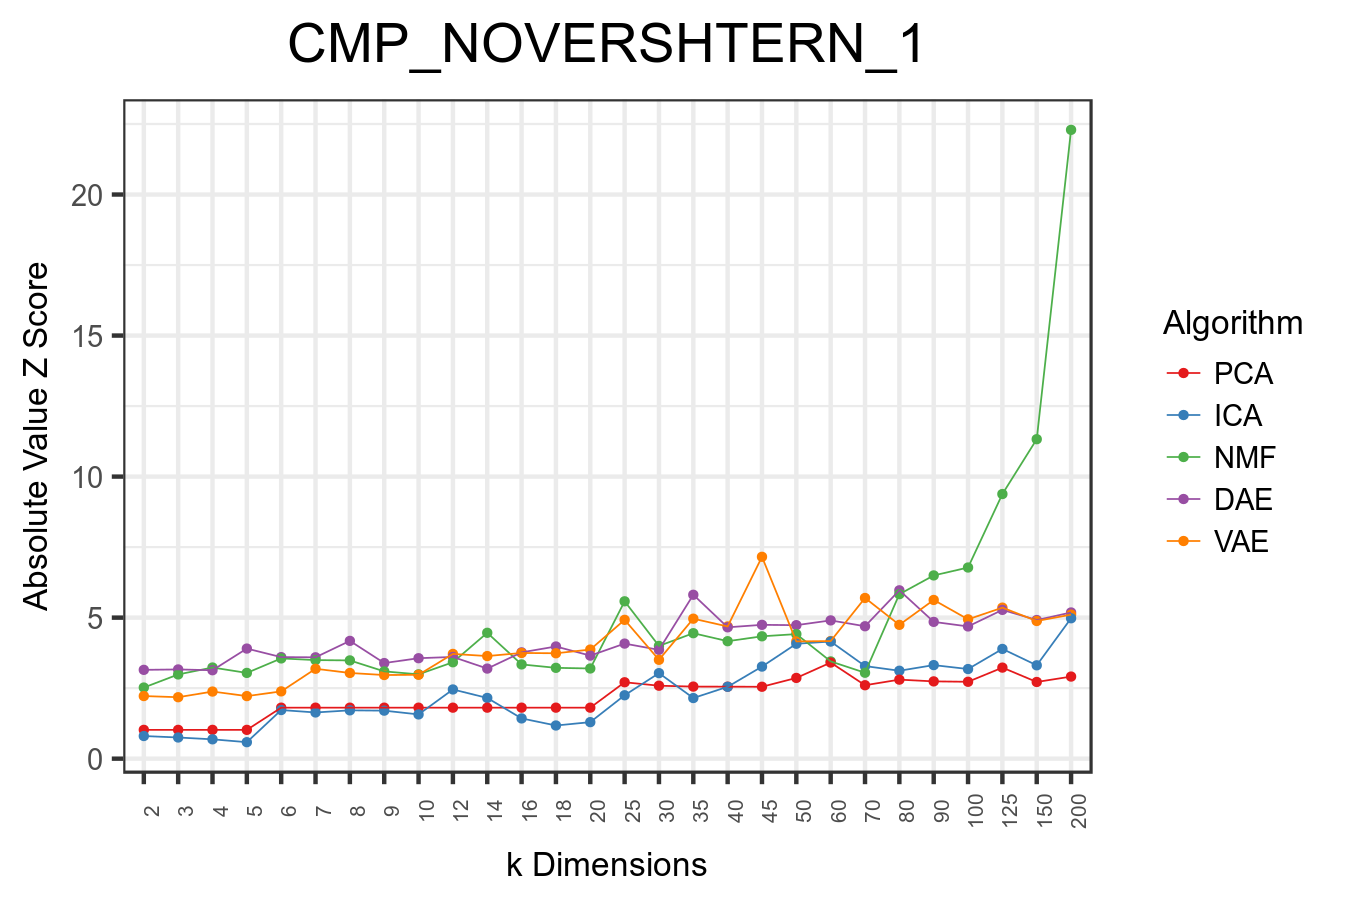 CMP_NOVERSHTERN_1
Absolute Value Z Score
20
15
10
5
0
2 3 4 5 6 7 8 9 10 12 14 16 18 20 25 30 35 40 45 50 60 70 80 90 100 125 150 200
k Dimensions
Algorithm
PCA
ICA
NMF
DAE
VAE